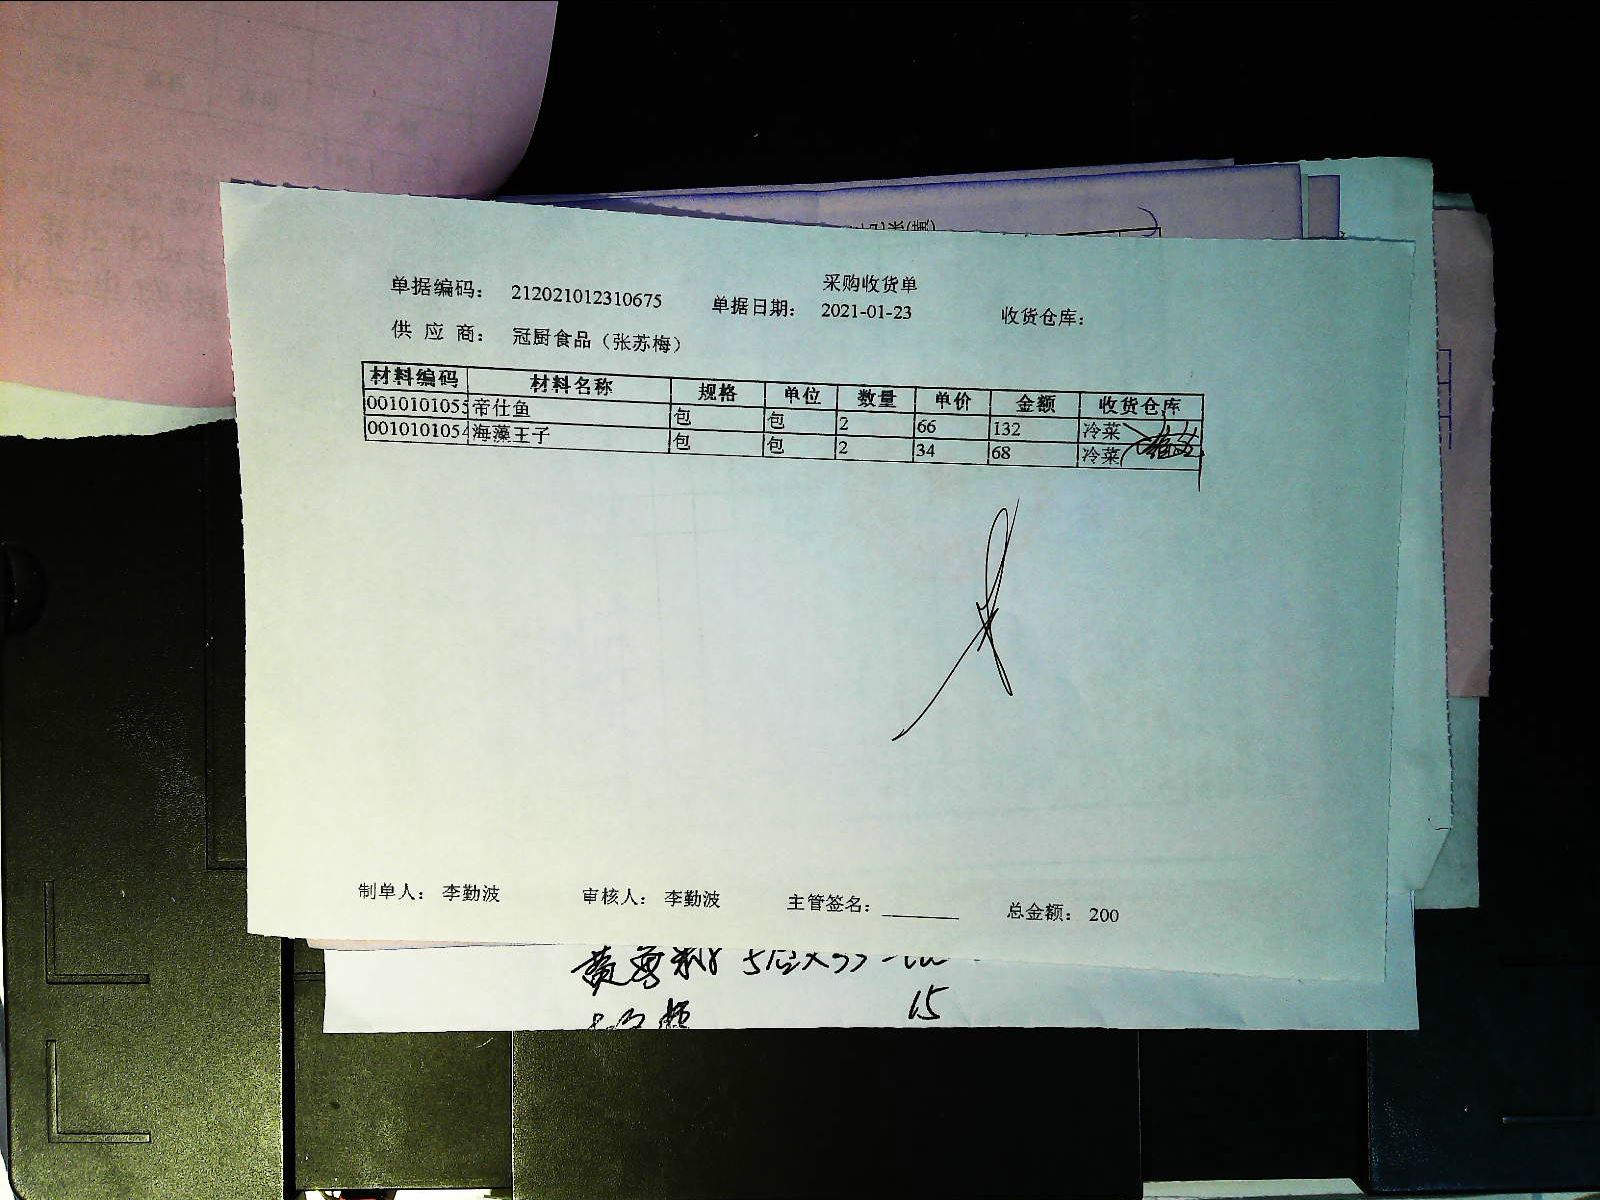 采购收货单
单据编码： 212021012310675 单据日期： 2021-01-23 收货仓库：
供 应 商： 冠厨食品（张苏梅）
材料编码 材料名称 规格 单位 数量 单价 金额 收货仓库
0010101055 帝仕鱼 包 包 2 66 132 冷菜
0010101054 海藻王子 包 包 2 34 68 冷菜
制单人： 李勤波 审核人： 李勤波 主管签名： 总金额： 200
15